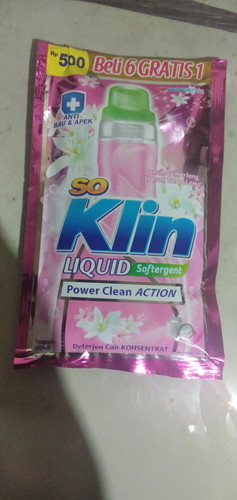 Rp 500
Beli 6 GRATIS 1
ANTI
BAU & APEK
SO
Klin
LIQUID Softergent
Power Clean ACTION
Deterjen Cair KONSENTRAT